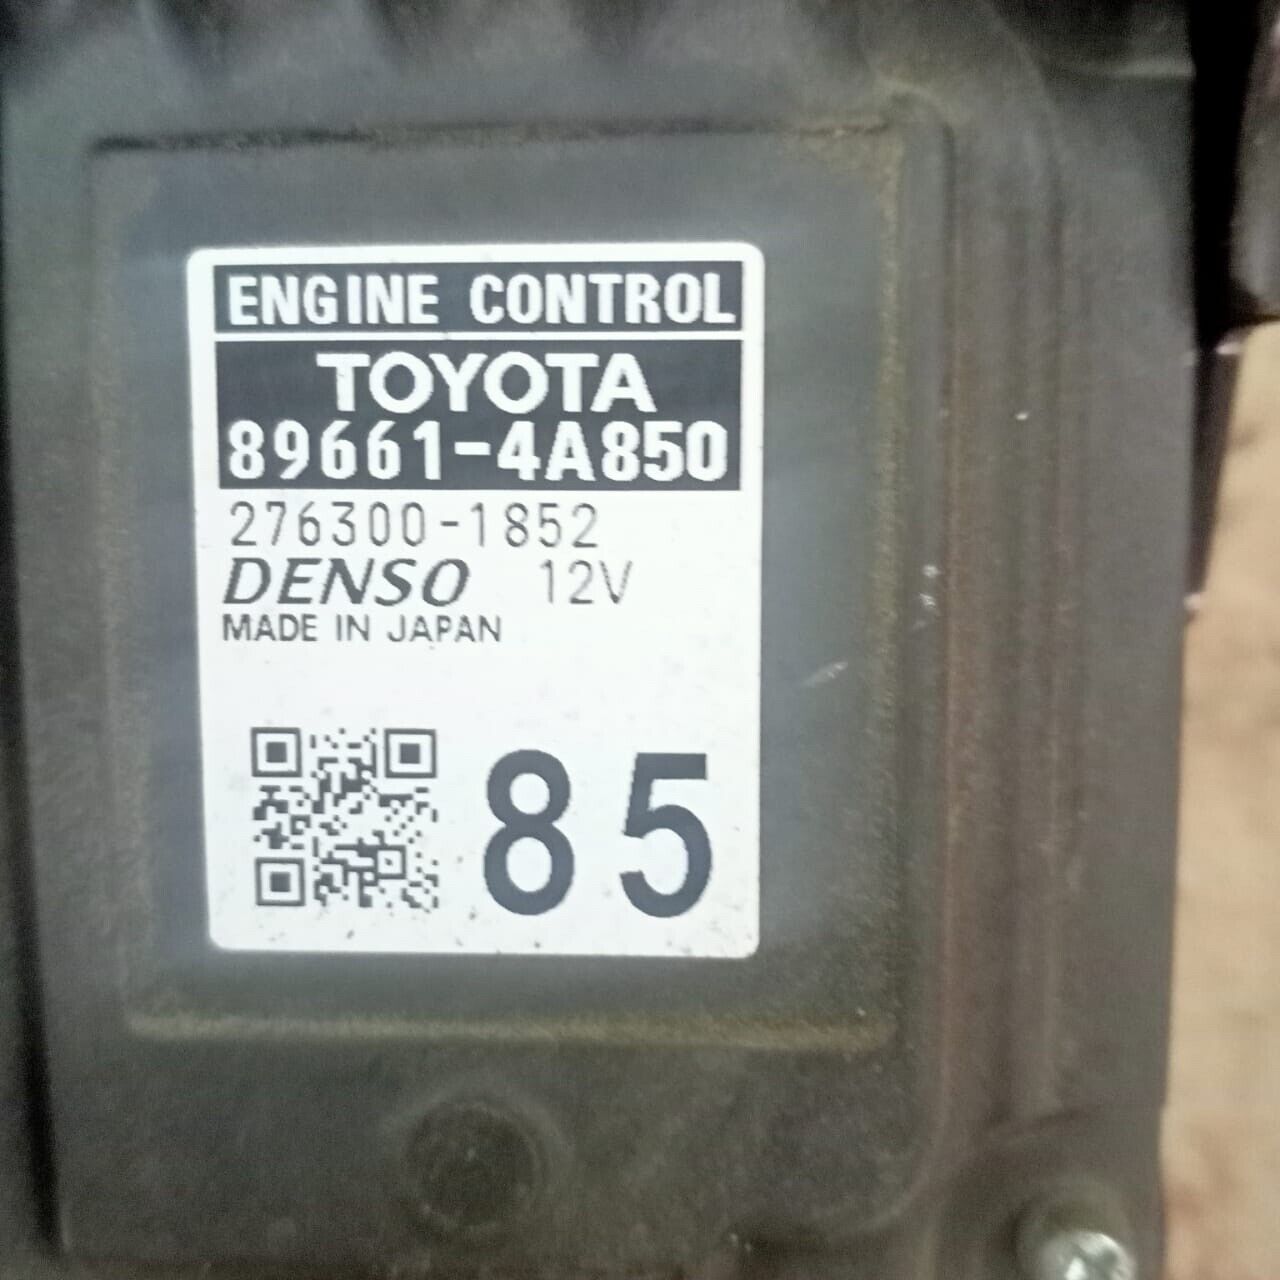 ENGINE CONTROL
TOYOTA
89661-4A850
276300-1852
DENSO 12V
MADE IN JAPAN
85